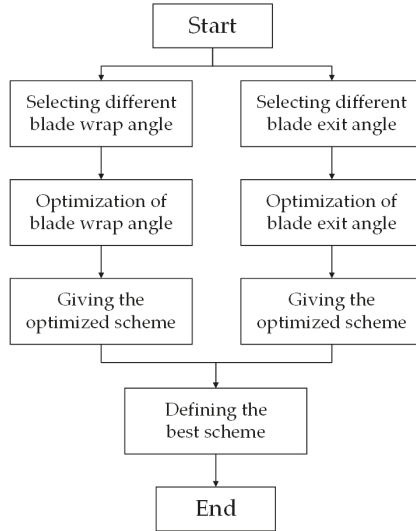 Start
Selecting different
blade wrap angle
Selecting different
blade exit angle
Optimization of
blade wrap angle
Optimization of
blade exit angle
Giving the
optimized scheme
Giving the
optimized scheme
Defining the
best scheme
End